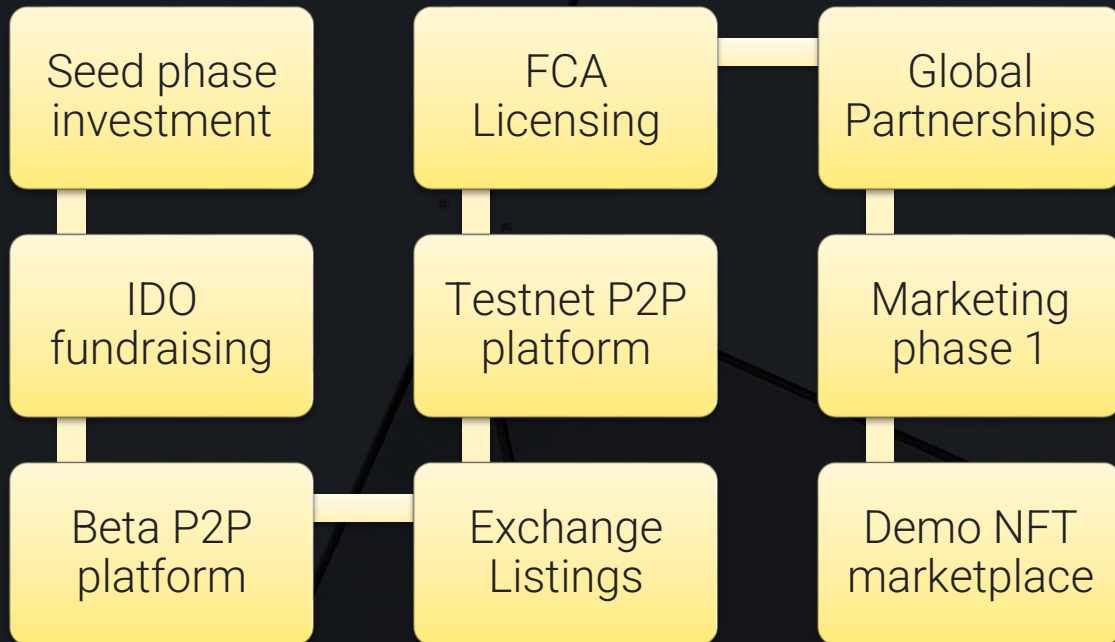 Seed phase
investment
IDO
fundraising
Beta P2P
platform
Exchange
Listings
Testnet P2P
platform
FCA
Licensing
Global
Partnerships
Marketing
phase 1
Demo NFT
marketplace